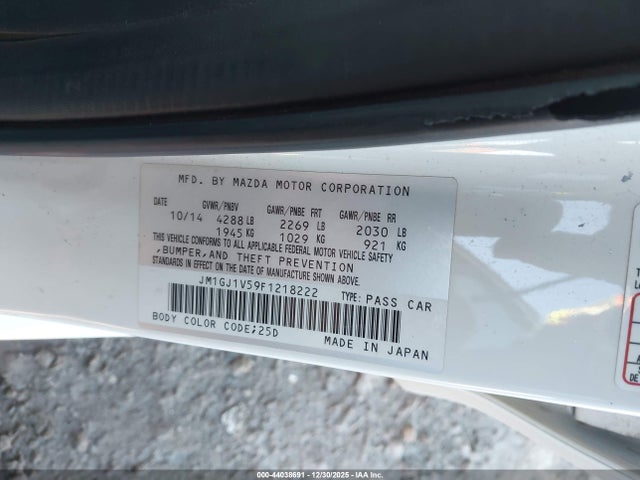 MFD. BY MAZDA MOTOR CORPORATION
DATE GVWR/PNBV GAWR/PNBE FRT GAWR/PNBE RR
10/14 4288 LB 2269 LB 2030 LB
1945 KG 1029 KG 921 KG
THIS VEHICLE CONFORMS TO ALL APPLICABLE FEDERAL MOTOR VEHICLE SAFETY
,BUMPER,AND THEFT PREVENTION
STANDARDS IN EFFECT ON THE DATE OF MANUFACTURE SHOWN ABOVE.
JM1GJ1V59F1218222 TYPE: PASS CAR
BODY COLOR CODE;25D MADE IN JAPAN
000-44038691 - 12/30/2025 - IAAI.COM